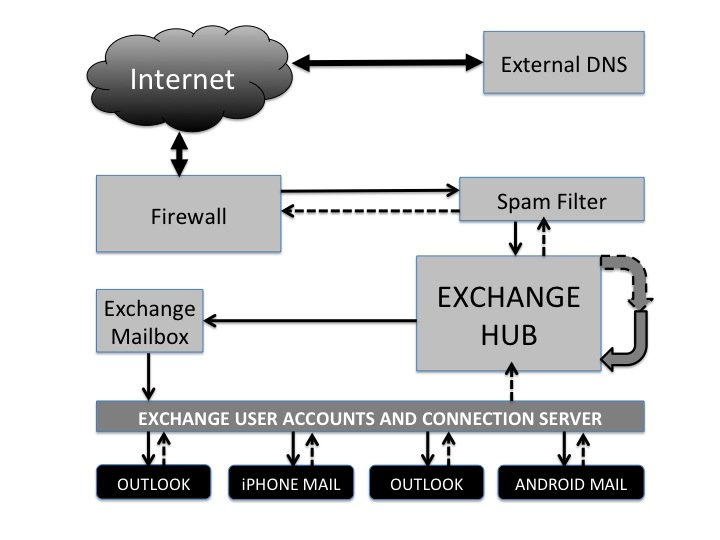 Internet
External DNS
Firewall
Spam Filter
EXCHANGE
HUB
Exchange
Mailbox
EXCHANGE USER ACCOUNTS AND CONNECTION SERVER
OUTLOOK
iPHONE MAIL
OUTLOOK
ANDROID MAIL